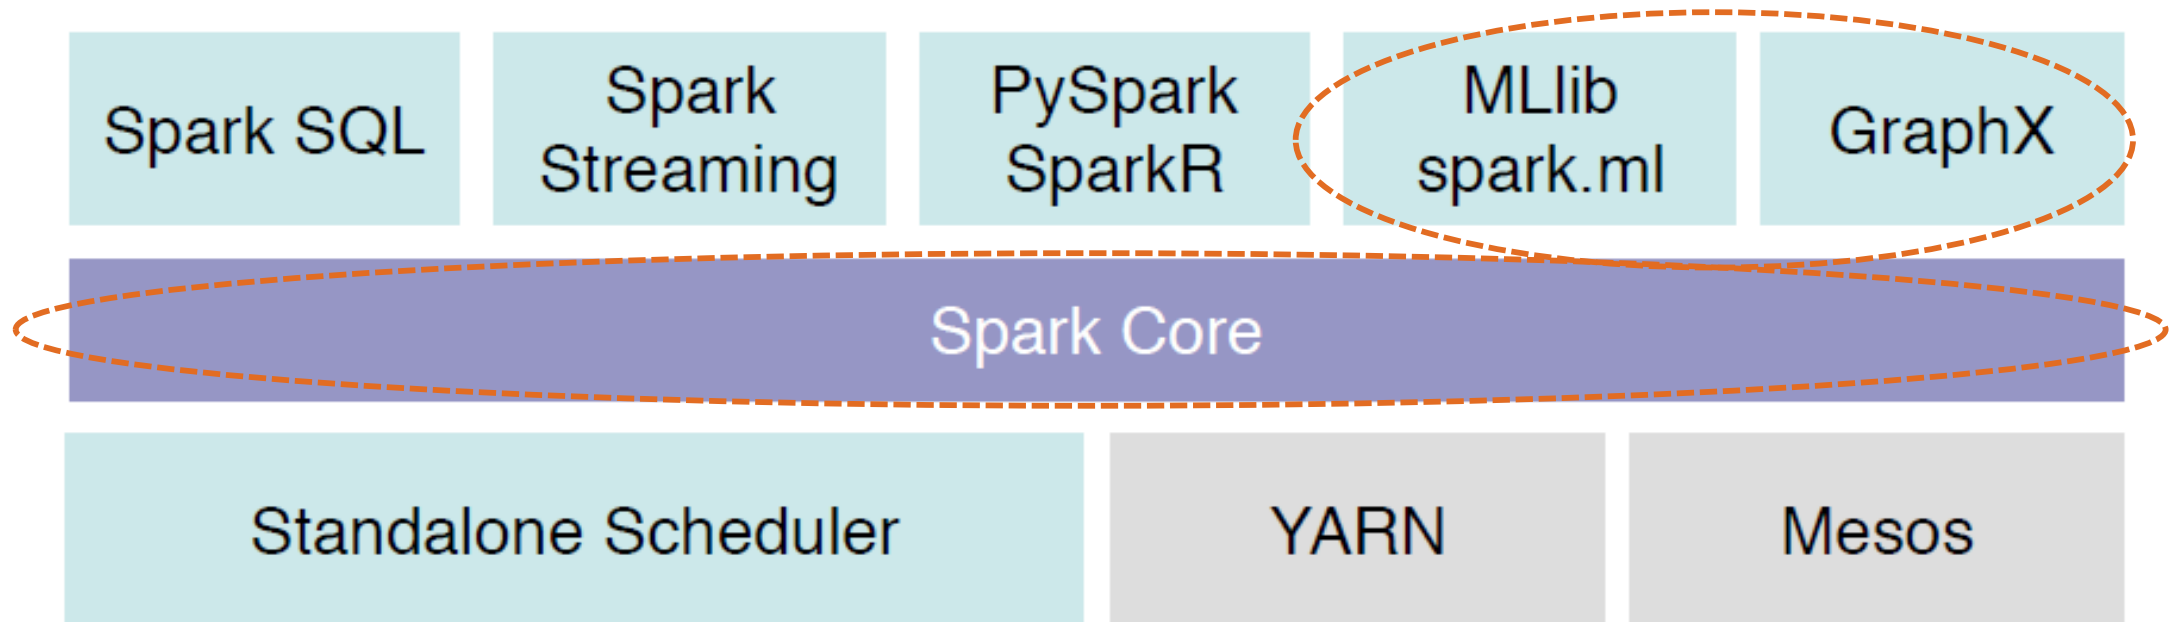 Spark SQL
Spark
Streaming
PySpark
SparkR
MLlib
spark.ml
GraphX
Spark Core
Standalone Scheduler
YARN
Mesos